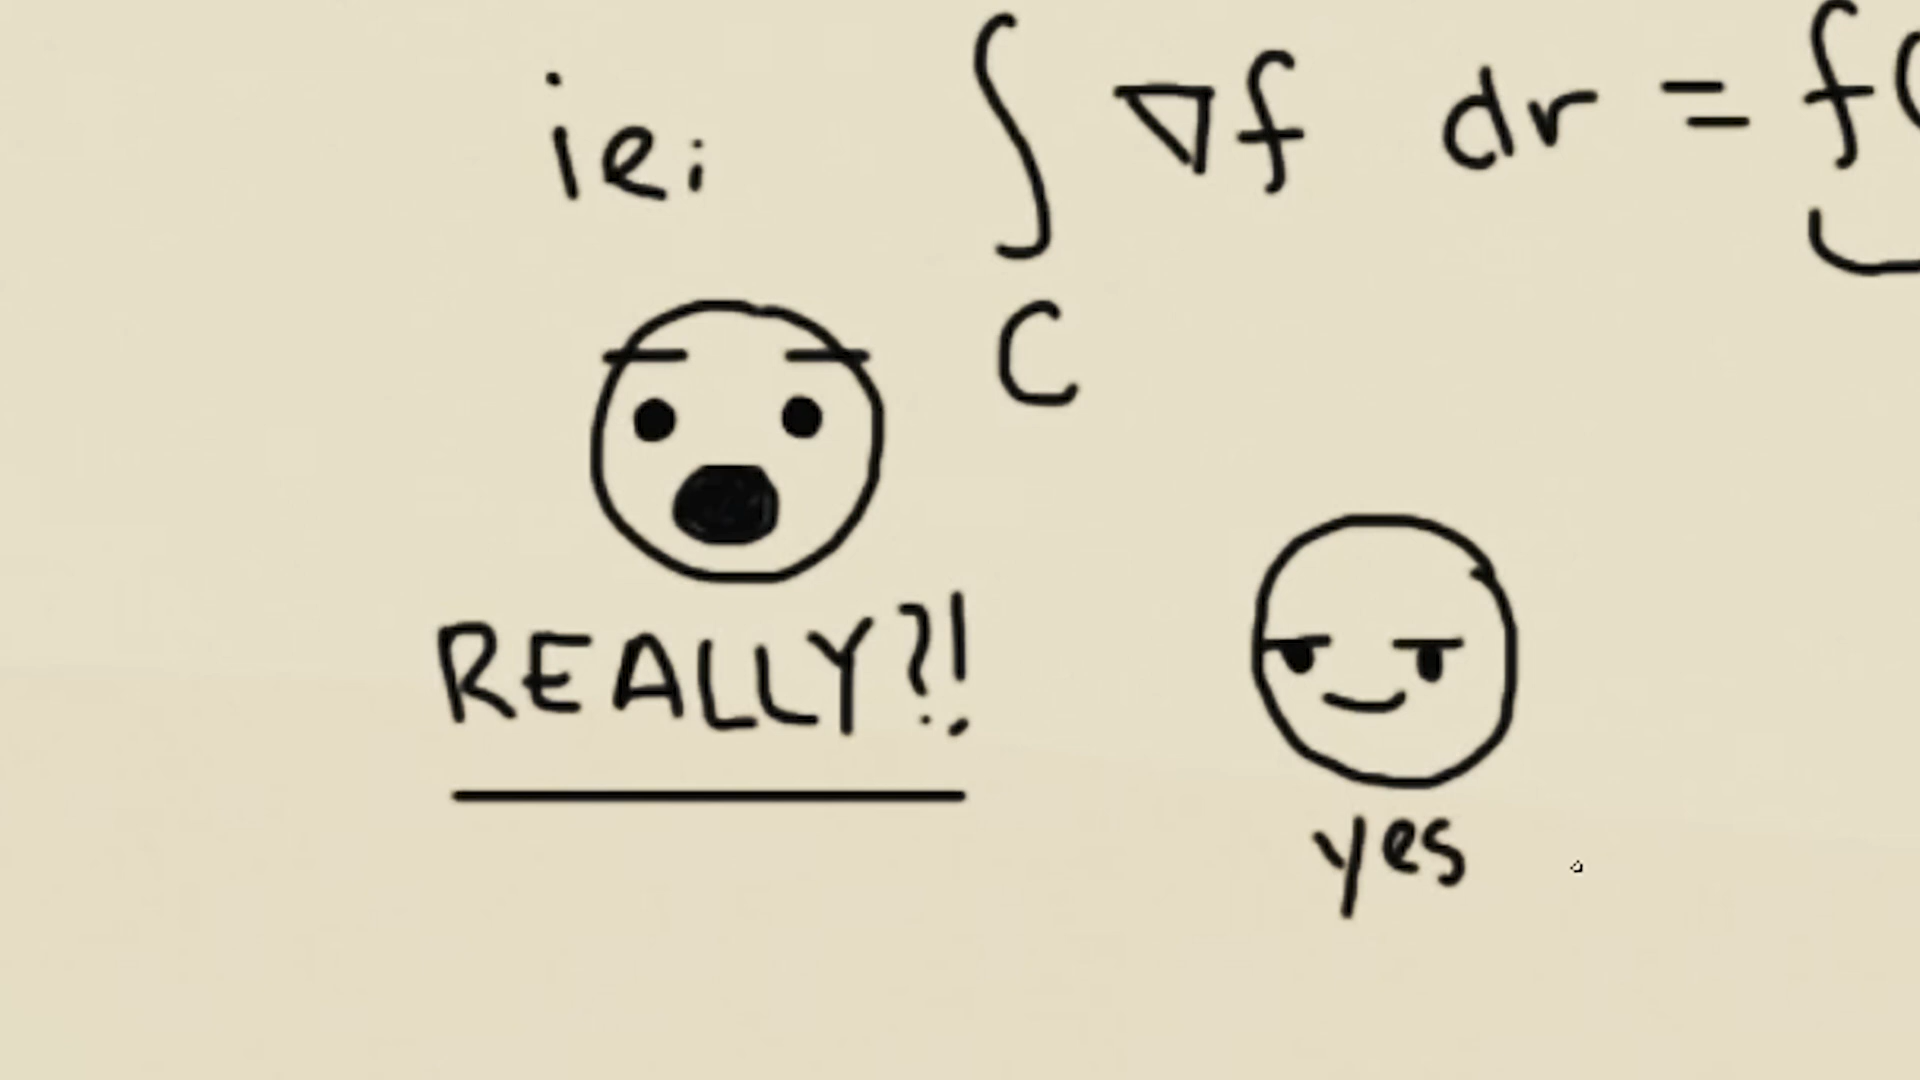 ie: ∫ ∇f dr = f(
C
REALLY?!
yes